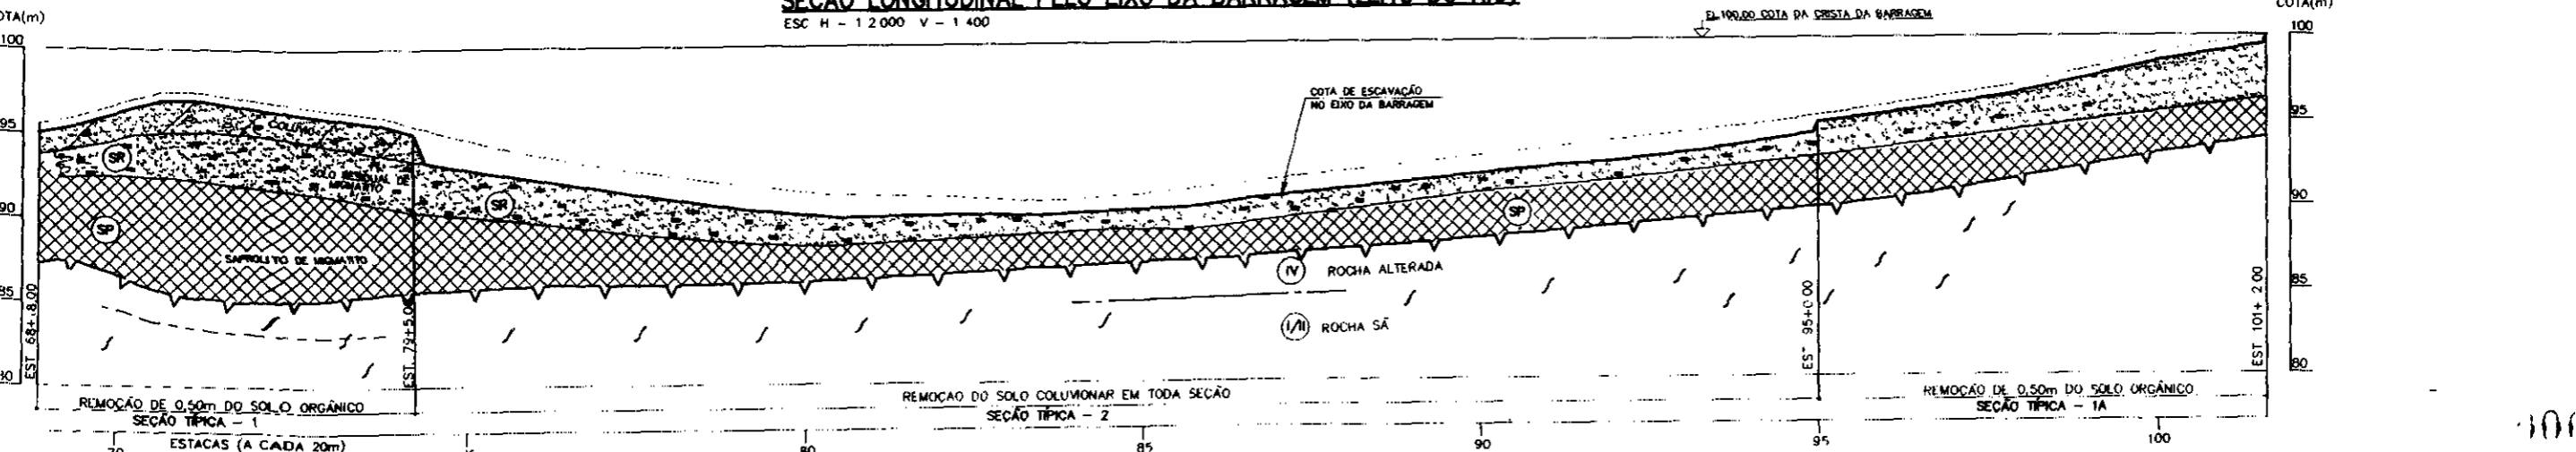 SEÇÃO LONGITUDINAL PELO EIXO DA BARRAGEM
ESC H - 1 2000 V - 1 400
COTA(m)
COTA(m)
EL.100,00 COTA DA CRISTA DA BARRAGEM
100
95
90
85
80
100
95
90
85
80
COTA DE ESCAVAÇÃO
NO EIXO DA BARRAGEM
COLÚVIO
SR
SOLO RESIDUAL DE
MIGMATITO
SR
SP
SP
SAPROLITO DE MIGMATITO
IV ROCHA ALTERADA
I/II ROCHA SÃ
EST. 79+5.00
EST 95+0.00
EST 101+ 2.00
REMOÇÃO DE 0,50m DO SOLO ORGÂNICO
SEÇÃO TÍPICA - 1
REMOÇAO DO SOLO COLUVIONAR EM TODA SEÇÃO
SEÇÃO TÍPICA - 2
REMOÇÃO DE 0,50m DO SOLO ORGÂNICO
SEÇÃO TÍPICA - 1A
ESTACAS (A CADA 20m)
70
80
85
90
95
100